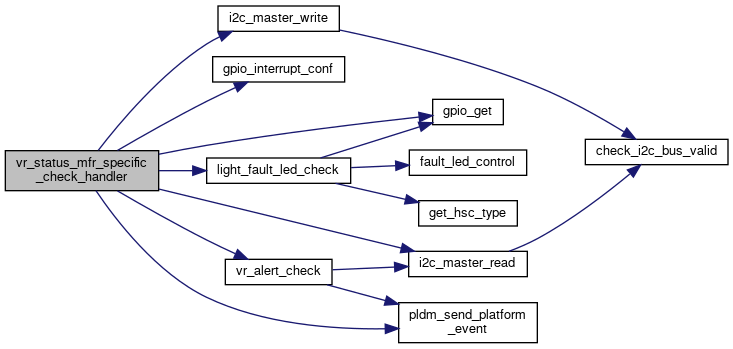 i2c_master_write
gpio_interrupt_conf
gpio_get
check_i2c_bus_valid
vr_status_mfr_specific
_check_handler
light_fault_led_check
fault_led_control
get_hsc_type
vr_alert_check
i2c_master_read
pldm_send_platform
_event